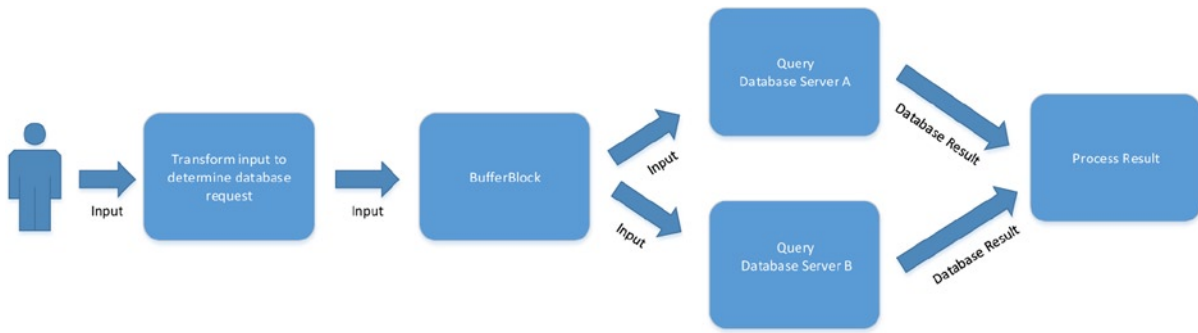 Input
Transform input to
determine database
request
Input
BufferBlock
Input
Input
Query
Database Server A
Query
Database Server B
Database Result
Database Result
Process Result